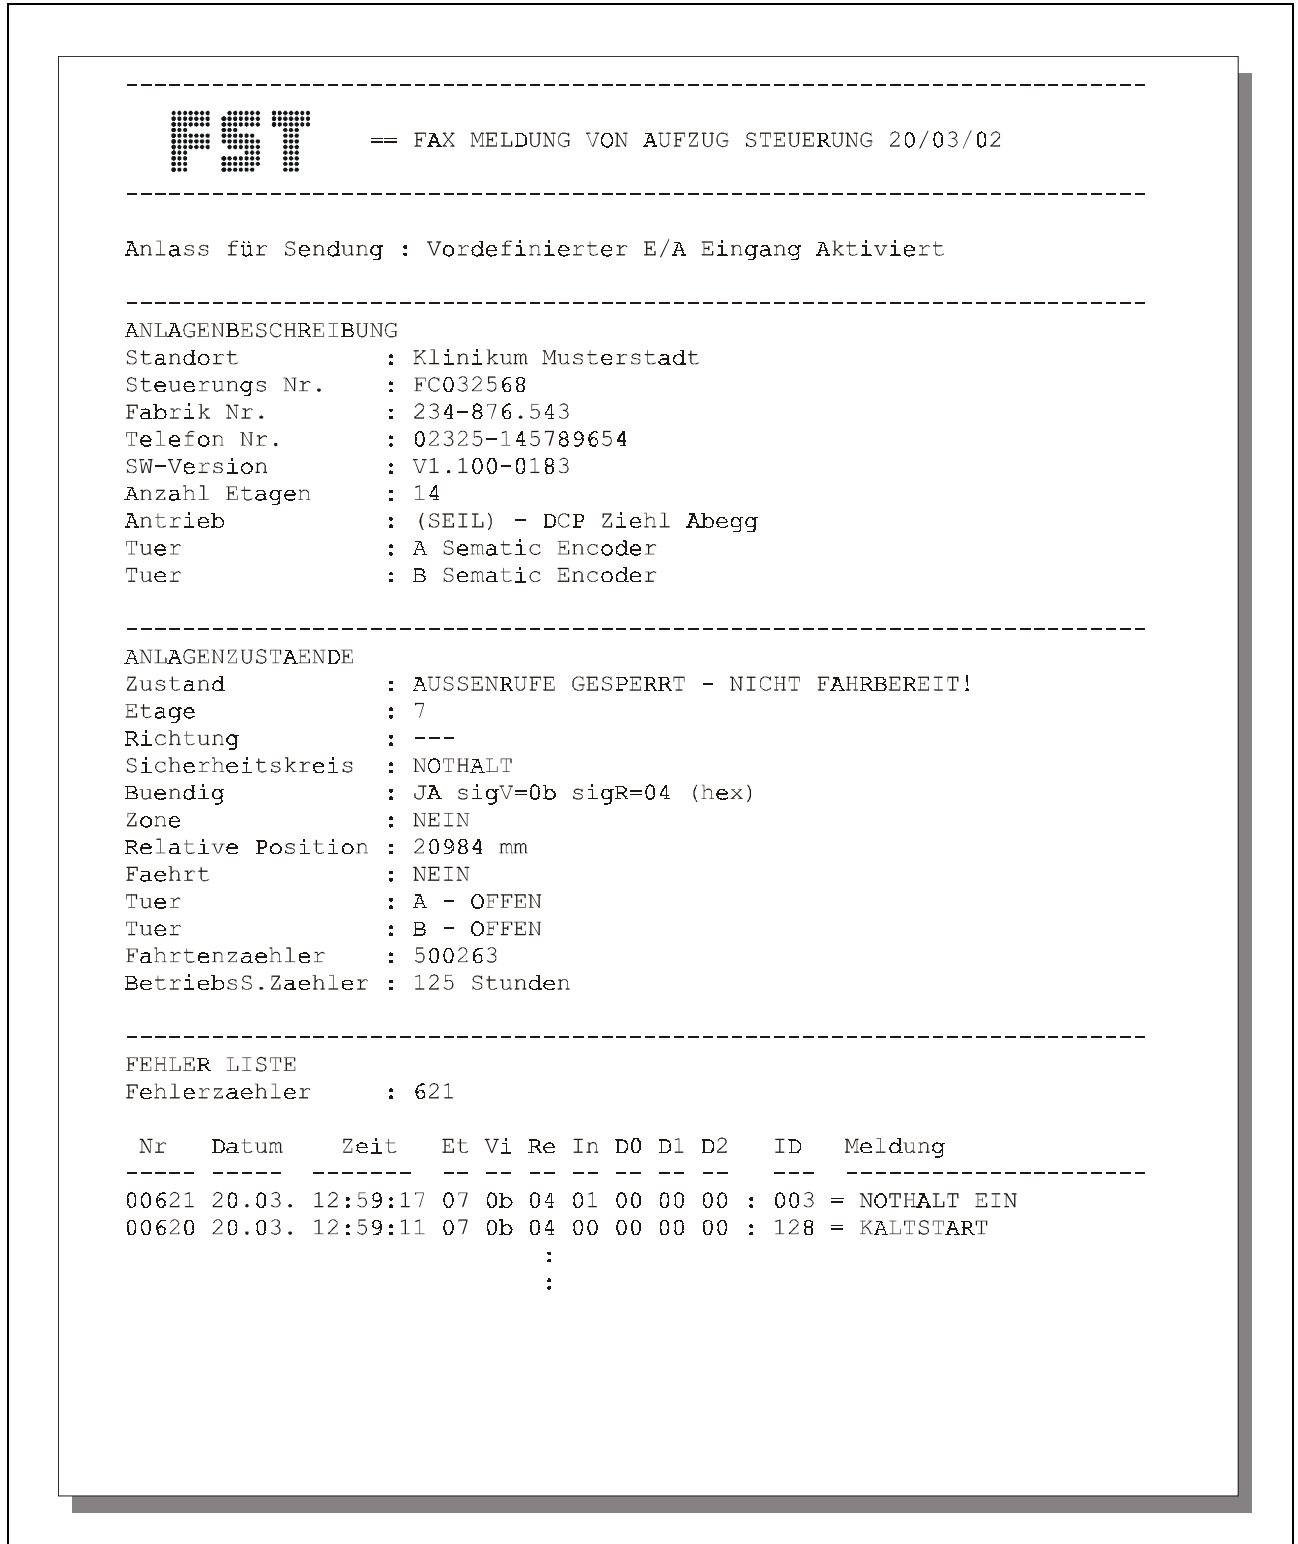 ----------------------------------------------------------------------
FST == FAX MELDUNG VON AUFZUG STEUERUNG 20/03/02
----------------------------------------------------------------------
Anlass für Sendung : Vordefinierter E/A Eingang Aktiviert
----------------------------------------------------------------------
ANLAGENBESCHREIBUNG
Standort          : Klinikum Musterstadt
Steuerungs Nr.    : FC032568
Fabrik Nr.        : 234-876.543
Telefon Nr.       : 02325-145789654
SW-Version        : V1.100-0183
Anzahl Etagen     : 14
Antrieb           : (SEIL) - DCP Ziehl Abegg
Tuer              : A Sematic Encoder
Tuer              : B Sematic Encoder
----------------------------------------------------------------------
ANLAGENZUSTAENDE
Zustand           : AUSSENRUFE GESPERRT - NICHT FAHRBEREIT!
Etage             : 7
Richtung          : ---
Sicherheitskreis  : NOTHALT
Buendig           : JA sigV=0b sigR=04 (hex)
Zone              : NEIN
Relative Position : 20984 mm
Faehrt            : NEIN
Tuer              : A - OFFEN
Tuer              : B - OFFEN
Fahrtenzaehler    : 500263
BetriebsS.Zaehler : 125 Stunden
----------------------------------------------------------------------
FEHLER LISTE
Fehlerzaehler     : 621
Nr   Datum    Zeit   Et Vi Re In D0 D1 D2   ID  Meldung
----- -----  ------- -- -- -- -- -- -- --   ---  ---------------------
00621 20.03. 12:59:17 07 0b 04 01 00 00 00 : 003 = NOTHALT EIN
00620 20.03. 12:59:11 07 0b 04 00 00 00 00 : 128 = KALTSTART
:
: